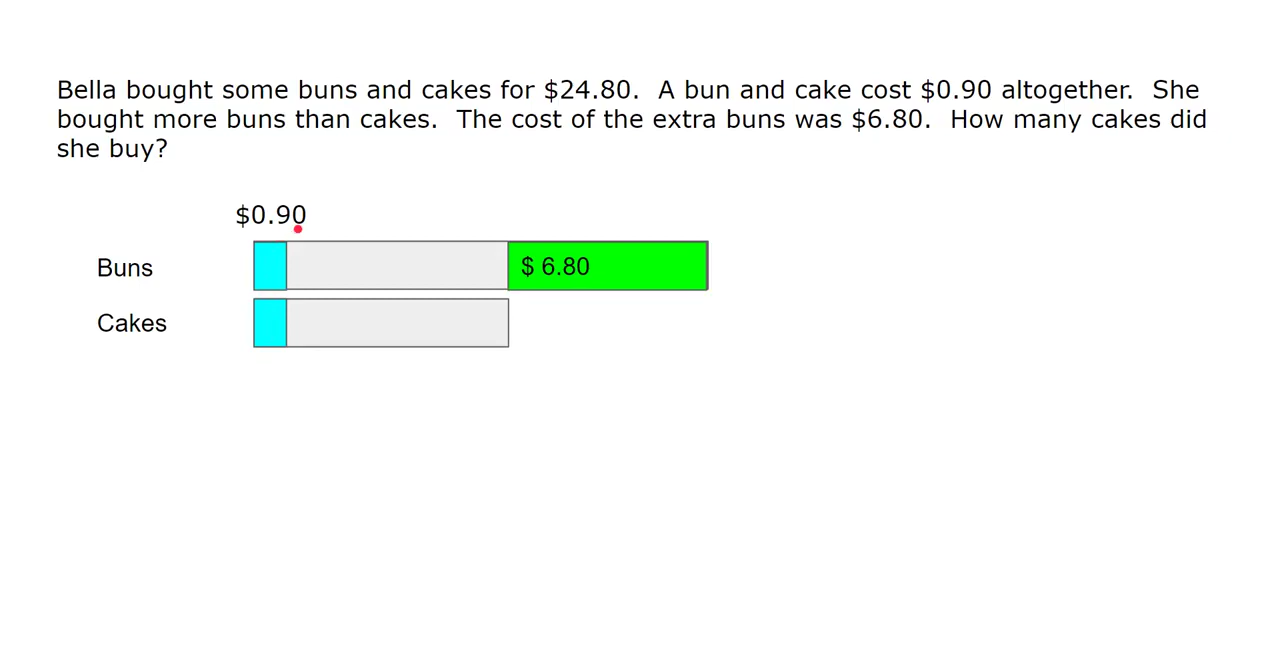 Bella bought some buns and cakes for $24.80.  A bun and cake cost $0.90 altogether.  She
bought more buns than cakes.  The cost of the extra buns was $6.80.  How many cakes did
she buy?
$0.90
Buns
$ 6.80
Cakes